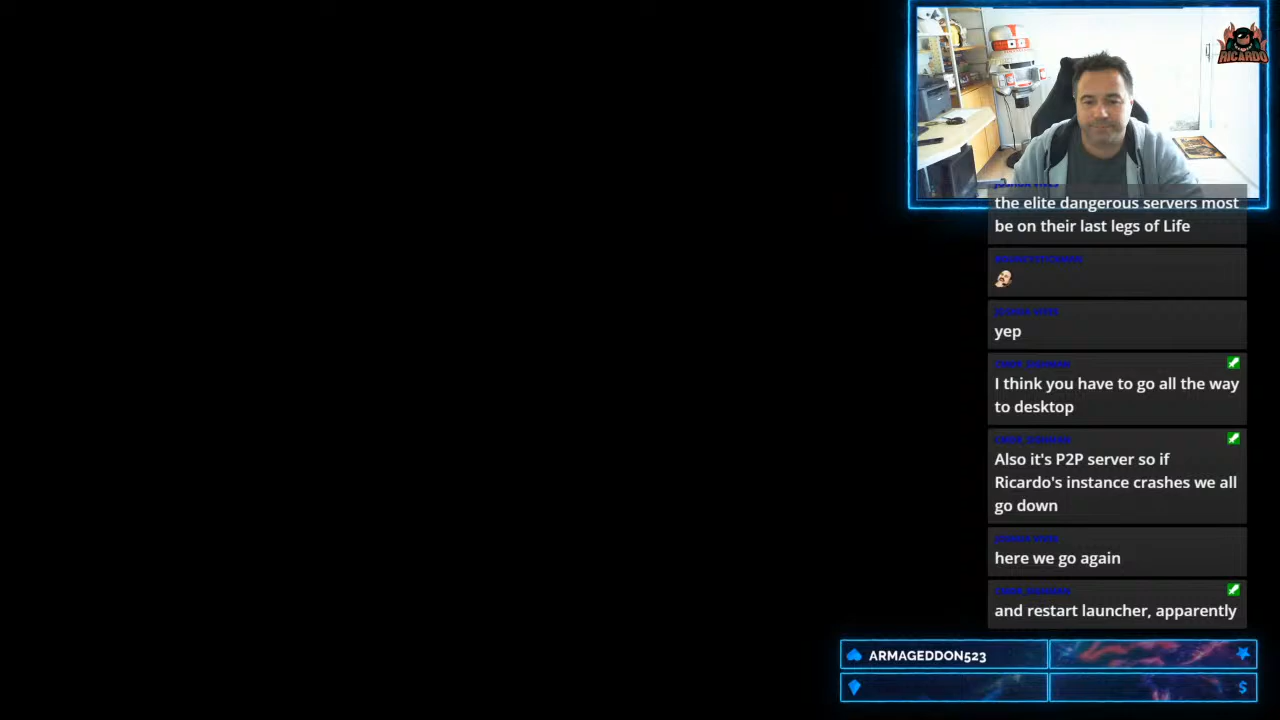 RICARDO
the elite dangerous servers most
be on their last legs of Life
yep
I think you have to go all the way
to desktop
Also it's P2P server so if
Ricardo's instance crashes we all
go down
here we go again
and restart launcher, apparently
ARMAGEDDON523
$